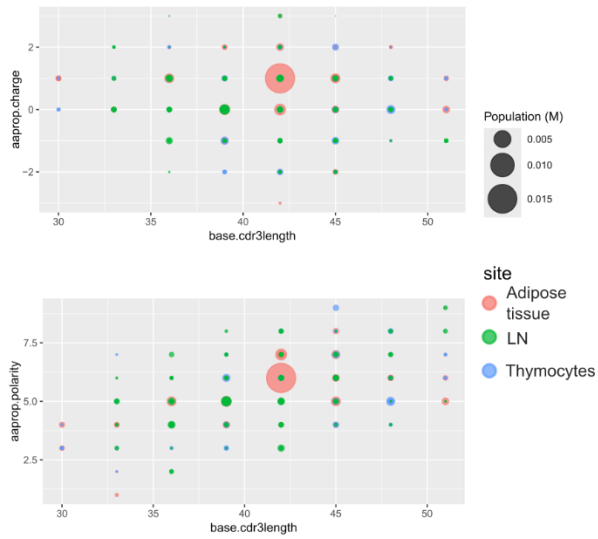 aaprop.charge
2
0
−2
30
35
40
45
50
base.cdr3length
Population (M)
0.005
0.010
0.015
aaprop.polarity
7.5
5.0
2.5
30
35
40
45
50
base.cdr3length
site
Adipose
tissue
LN
Thymocytes